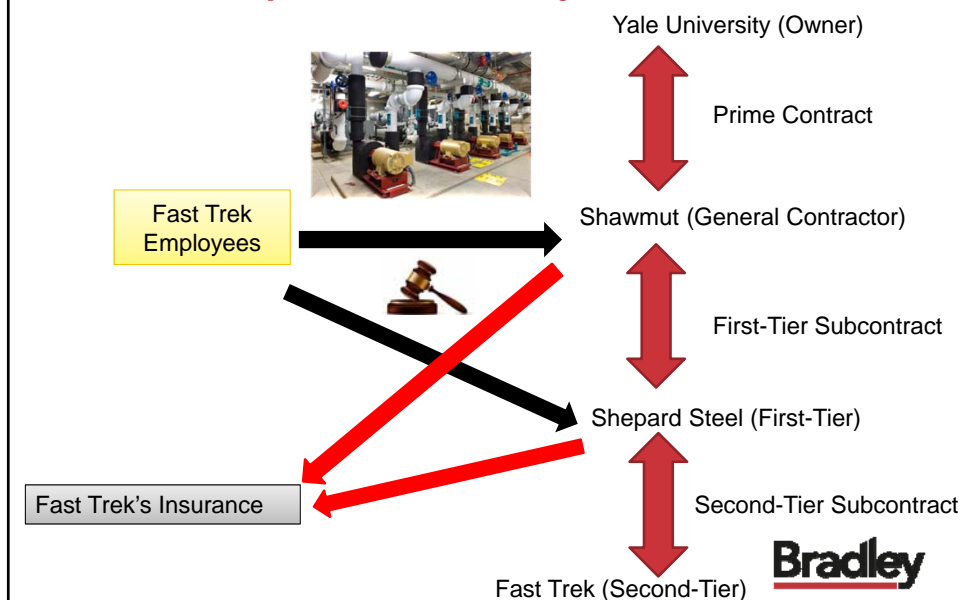 Yale University (Owner)
Prime Contract
Fast Trek
Employees
Shawmut (General Contractor)
First-Tier Subcontract
Shepard Steel (First-Tier)
Fast Trek's Insurance
Second-Tier Subcontract
Bradley
Fast Trek (Second-Tier)